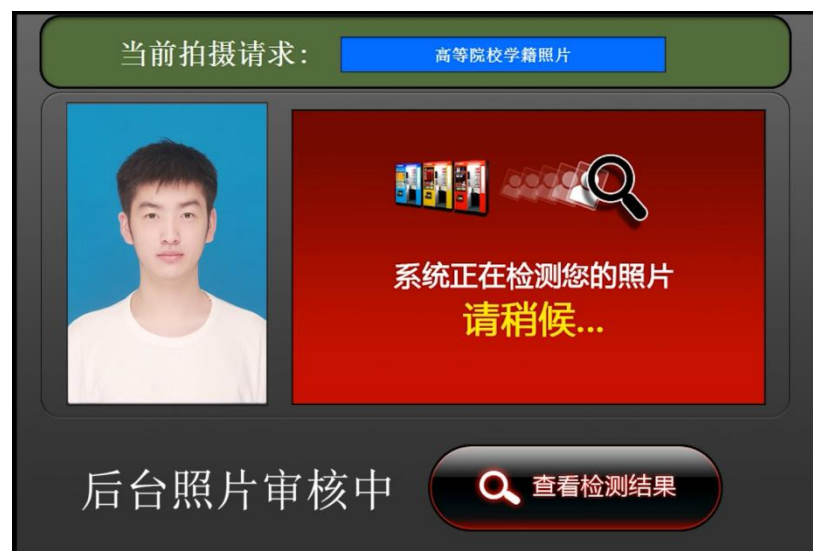 当前拍摄请求：
高等院校学籍照片
系统正在检测您的照片
请稍候...
后台照片审核中
查看检测结果